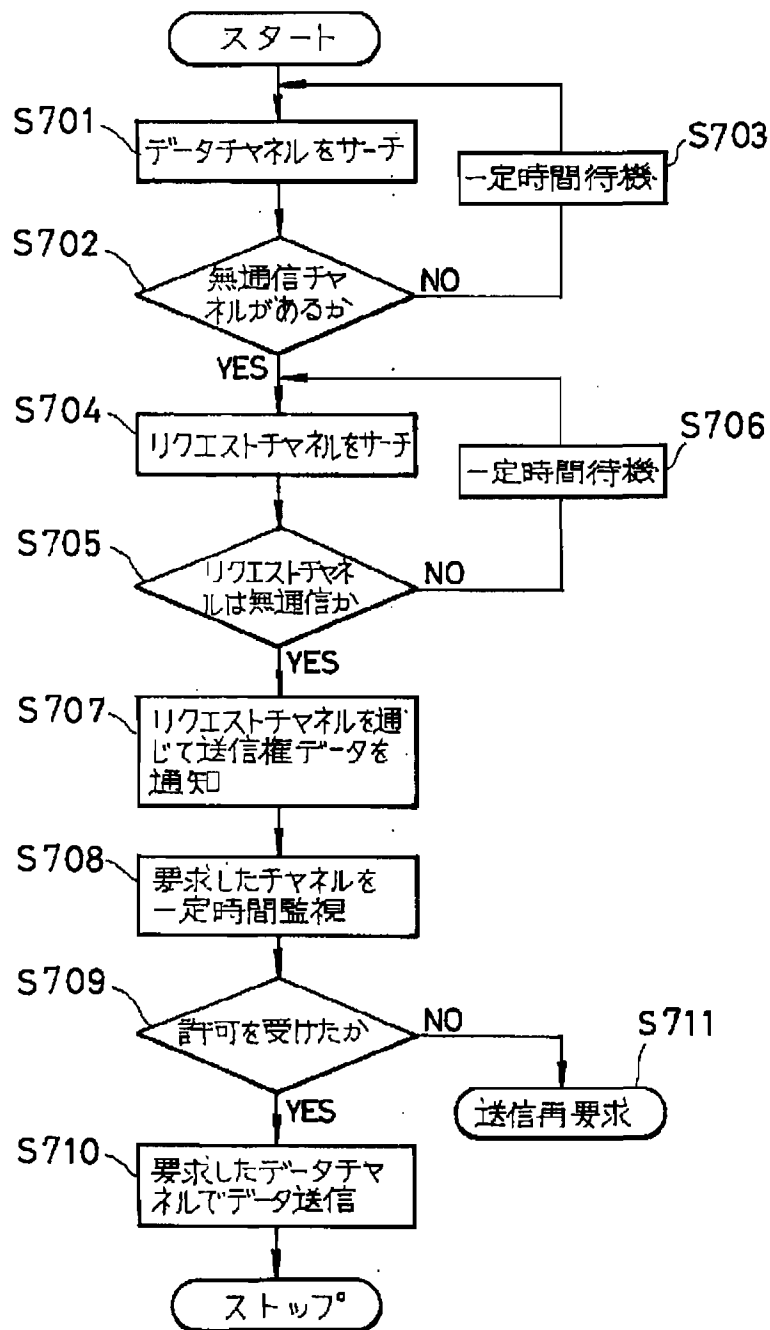 スタート
S701
データチャネルをサーチ
S703
一定時間待機
S702
無通信チャ
ネルがあるか
NO
YES
S704
リクエストチャネルをサーチ
S706
一定時間待機
S705
リクエストチャネ
ルは無通信か
NO
YES
S707
リクエストチャネルを通
じて送信権データを
通知
S708
要求したチャネルを
一定時間監視
S709
許可を受けたか
NO
S711
送信再要求
YES
S710
要求したデータチャ
ネルでデータ送信
ストップ